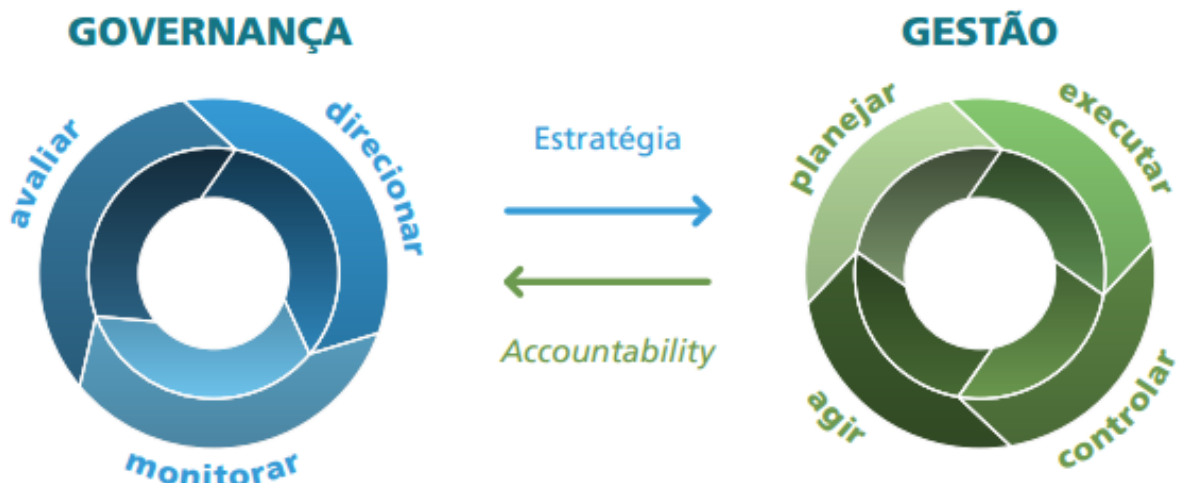 GOVERNANÇA
avaliar
direcionar
monitorar
Estratégia
Accountability
GESTÃO
planejar
executar
controlar
agir